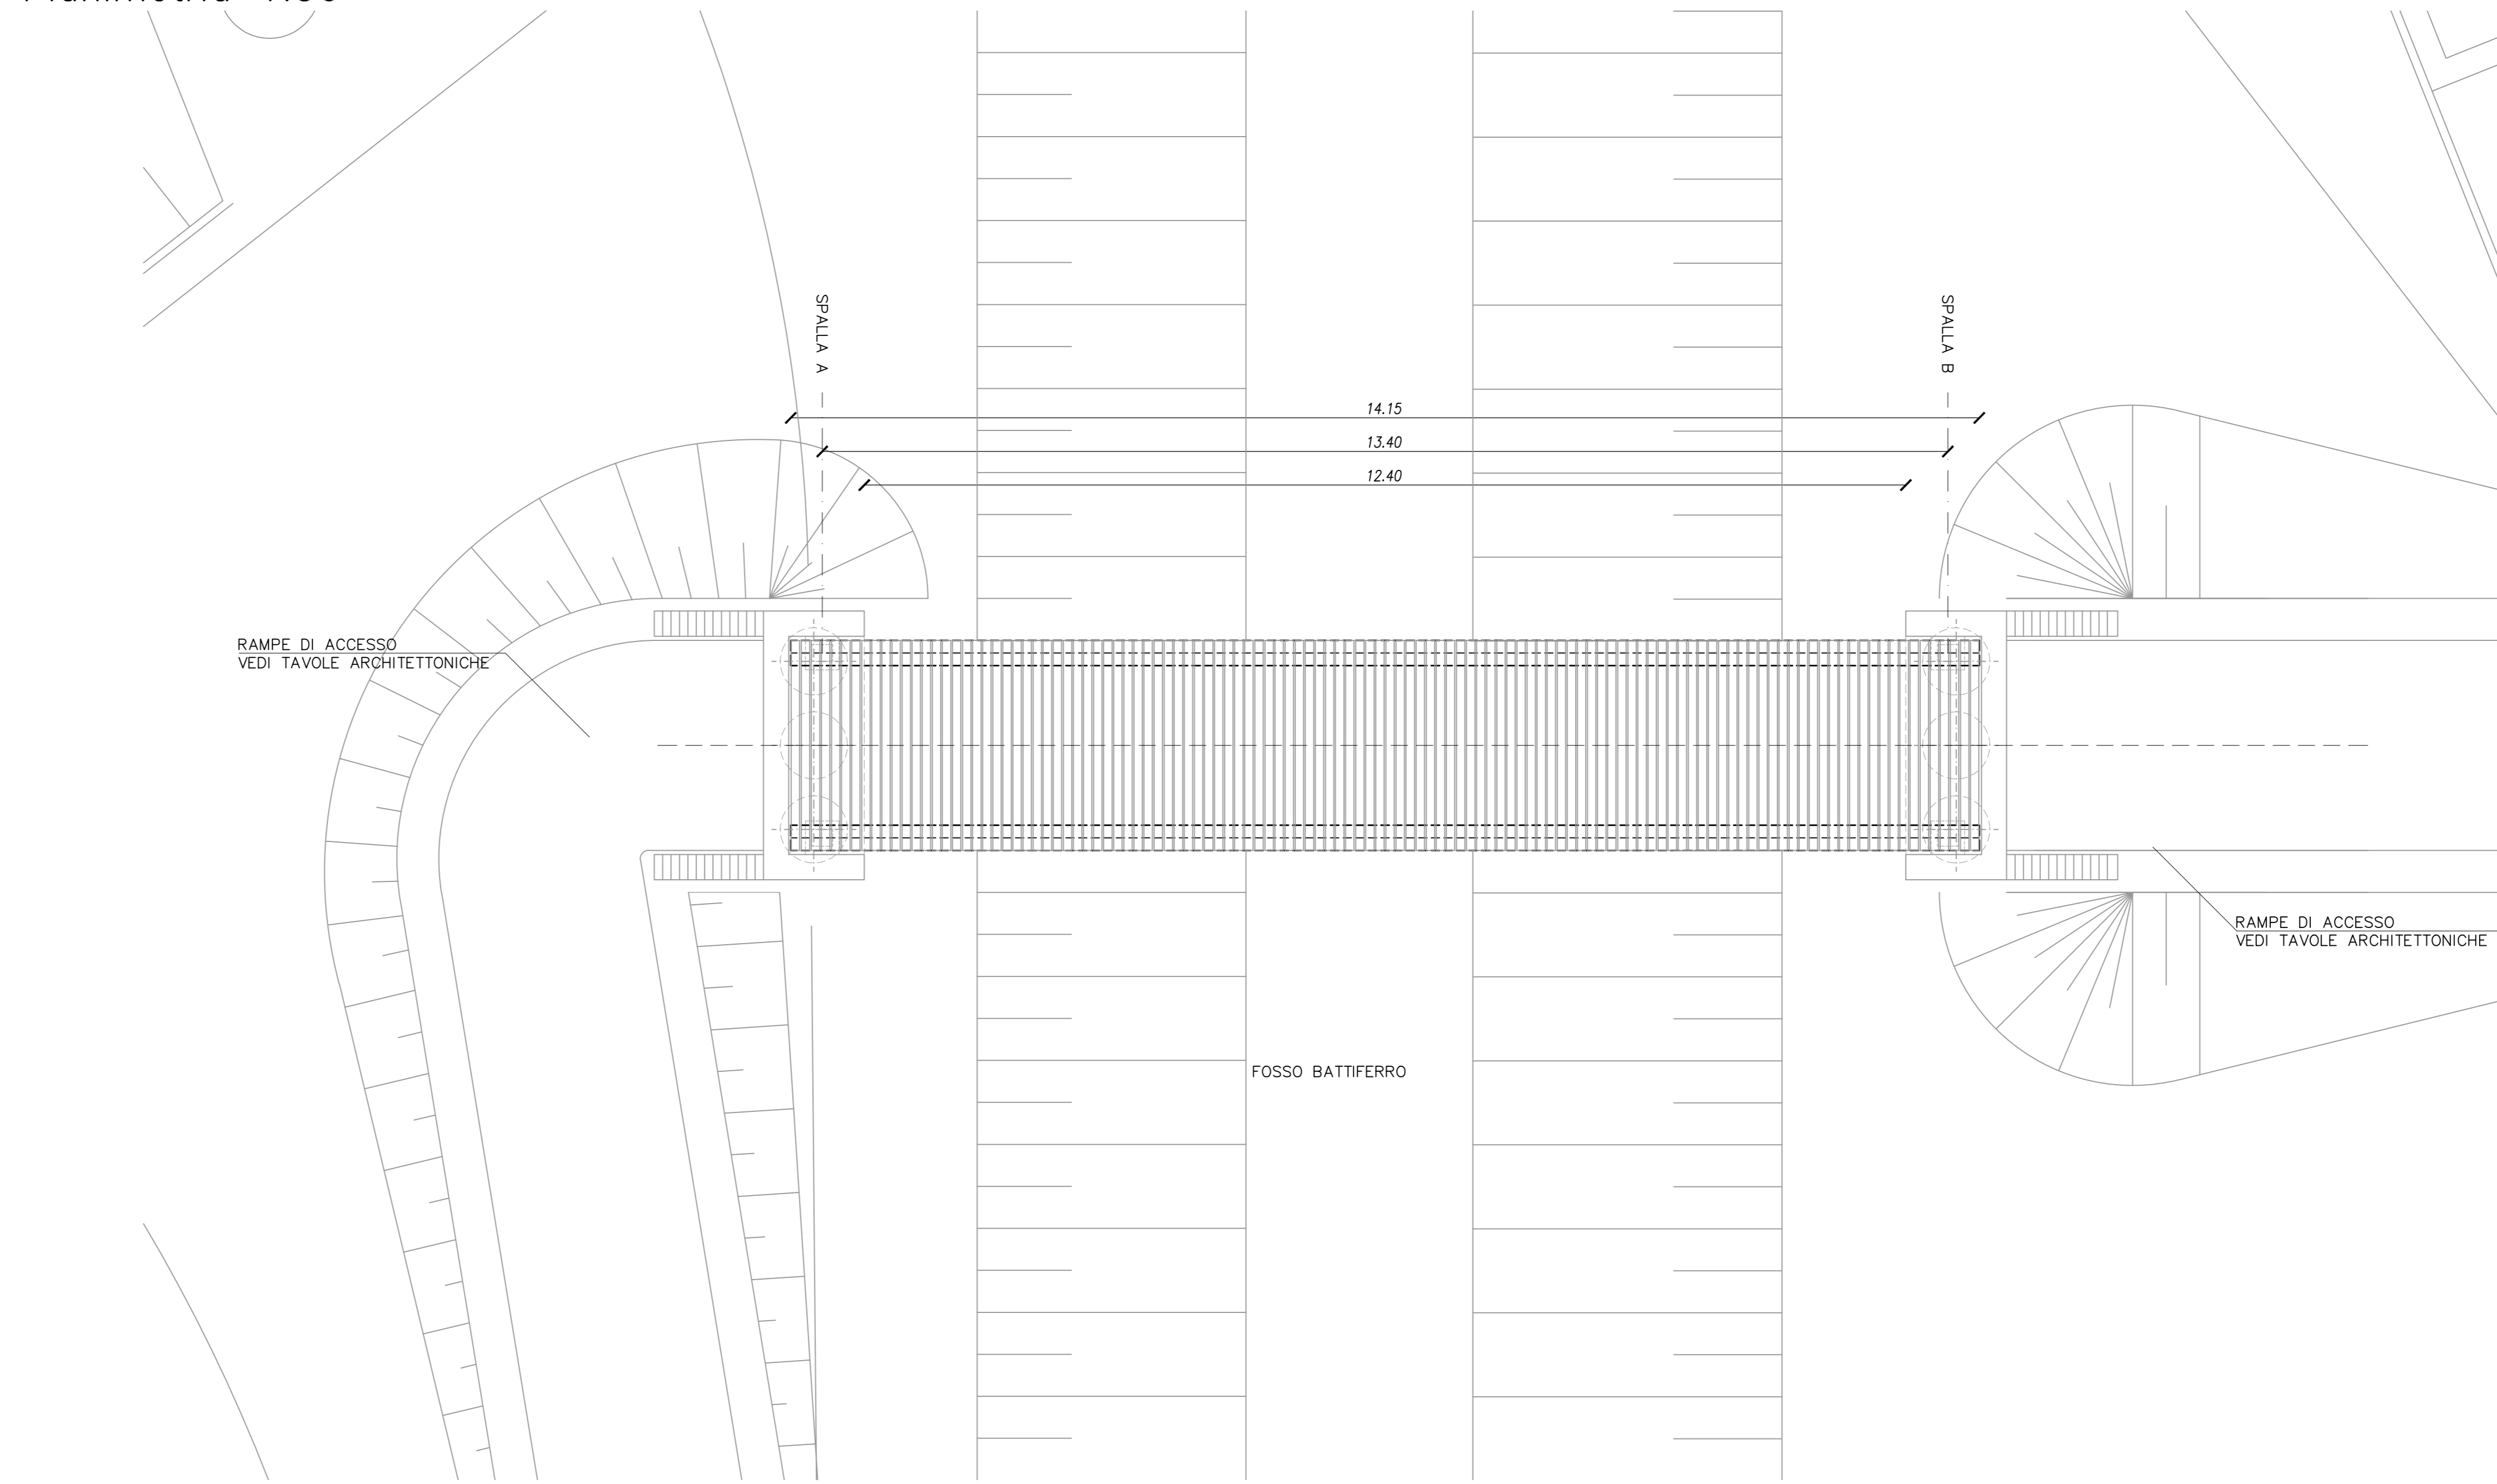 SPALLA A
SPALLA B
14.15
13.40
12.40
RAMPE DI ACCESSO
VEDI TAVOLE ARCHITETTONICHE
RAMPE DI ACCESSO
VEDI TAVOLE ARCHITETTONICHE
FOSSO BATTIFERRO